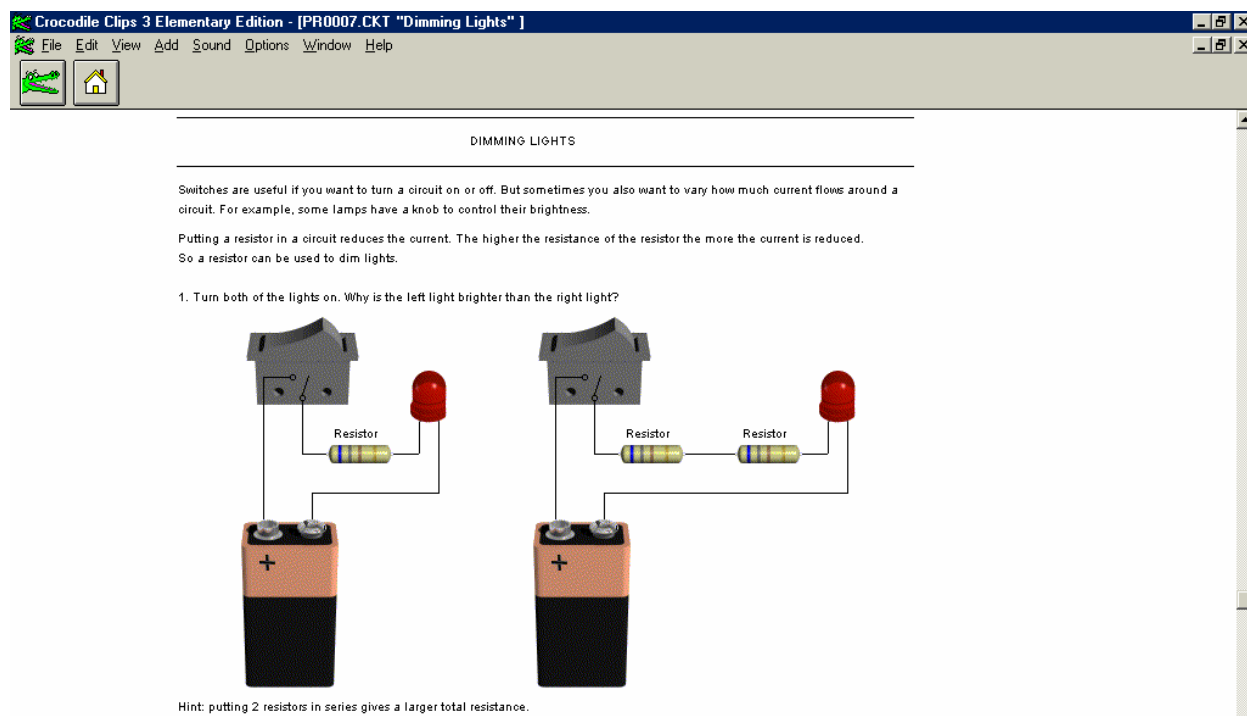 Crocodile Clips 3 Elementary Edition - [PR0007.CKT "Dimming Lights" ]
File Edit View Add Sound Options Window Help
DIMMING LIGHTS
Switches are useful if you want to turn a circuit on or off. But sometimes you also want to vary how much current flows around a
circuit. For example, some lamps have a knob to control their brightness.
Putting a resistor in a circuit reduces the current. The higher the resistance of the resistor the more the current is reduced.
So a resistor can be used to dim lights.
1. Turn both of the lights on. Why is the left light brighter than the right light?
Resistor
Resistor Resistor
+
+
Hint: putting 2 resistors in series gives a larger total resistance.